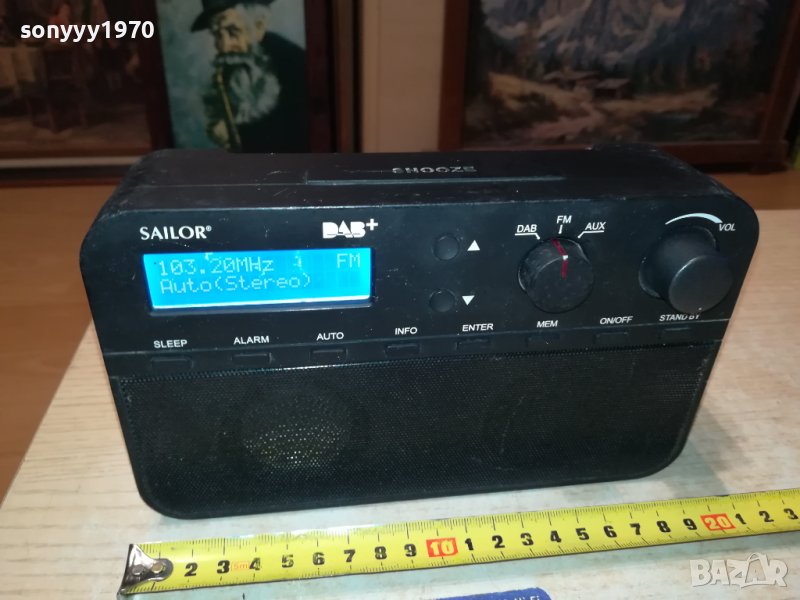 sonyyy1970
SNOOZE
SAILOR®
DAB+
103.20MHz FM
Auto(Stereo)
DAB FM AUX
VOL
SLEEP ALARM AUTO INFO ENTER MEM ON/OFF STAND BY
2 3 4 5 6 7 8 9 10 1 2 3 4 5 6 7 8 9 20 1 2 3
BAZAR